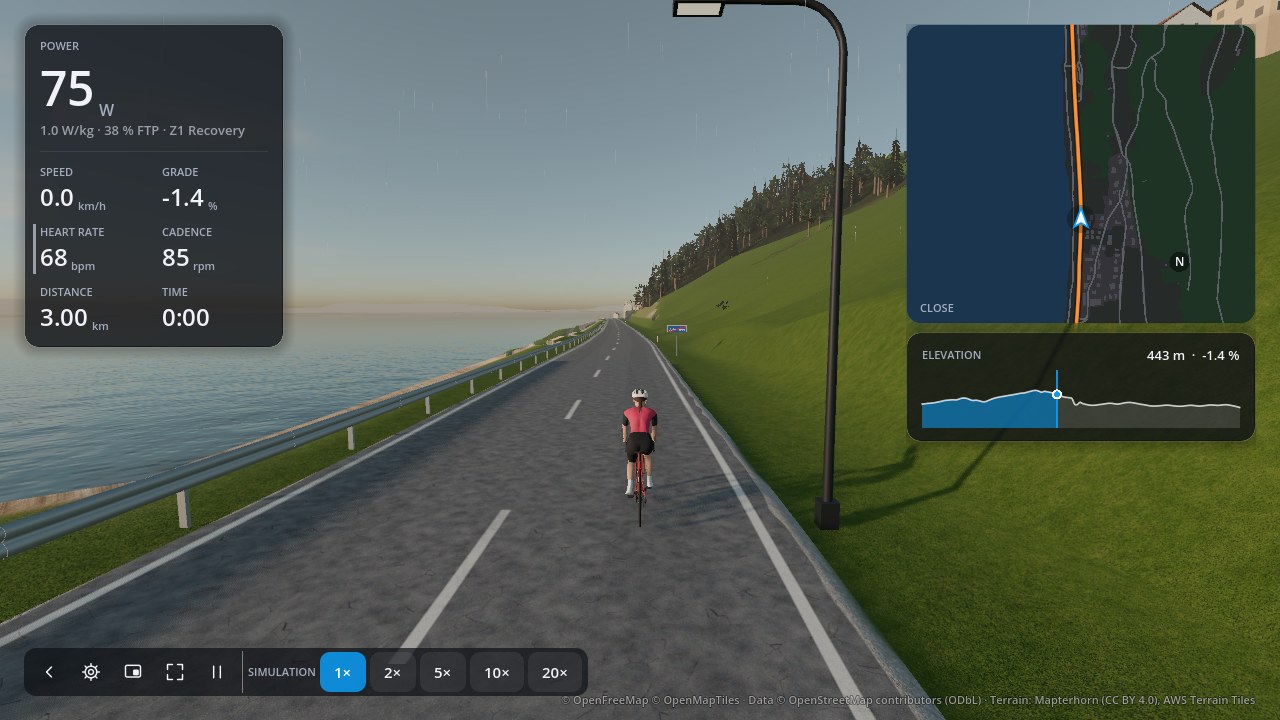 POWER
75 W
1.0 W/kg · 38 % FTP · Z1 Recovery
SPEED GRADE
0.0 km/h -1.4 %
HEART RATE CADENCE
68 bpm 85 rpm
DISTANCE TIME
3.00 km 0:00
N
CLOSE
ELEVATION 443 m · -1.4 %
SIMULATION 1× 2× 5× 10× 20×
© OpenFreeMap © OpenMapTiles · Data © OpenStreetMap contributors (ODbL) · Terrain: Mapterhorn (CC BY 4.0), AWS Terrain Tiles